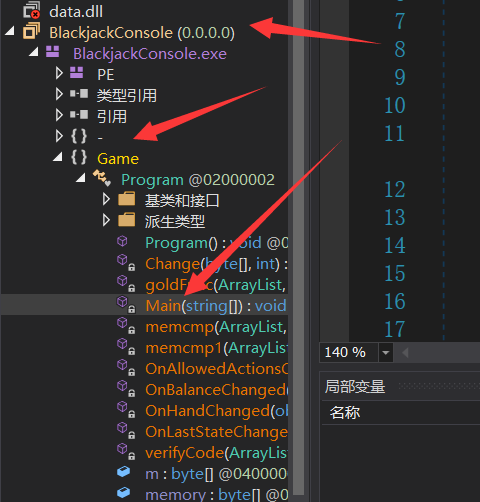 data.dll
BlackjackConsole (0.0.0.0)
BlackjackConsole.exe
PE
类型引用
引用
{ } -
{ } Game
Program @02000002
基类和接口
派生类型
Program() : void @0
Change(byte[], int) :
(ArrayList,
Main(string[]) : void
memcmp(ArrayList,
memcmp1(ArrayList
OnAllowedActionsC
OnBalanceChanged(
OnHandChanged(ob
OnLastStateChange
verifyCode(ArrayList
m : byte[] @040000
memory : byte[] @0
7
8
9
10
11
12
13
14
15
16
17
140 %
局部变量
名称